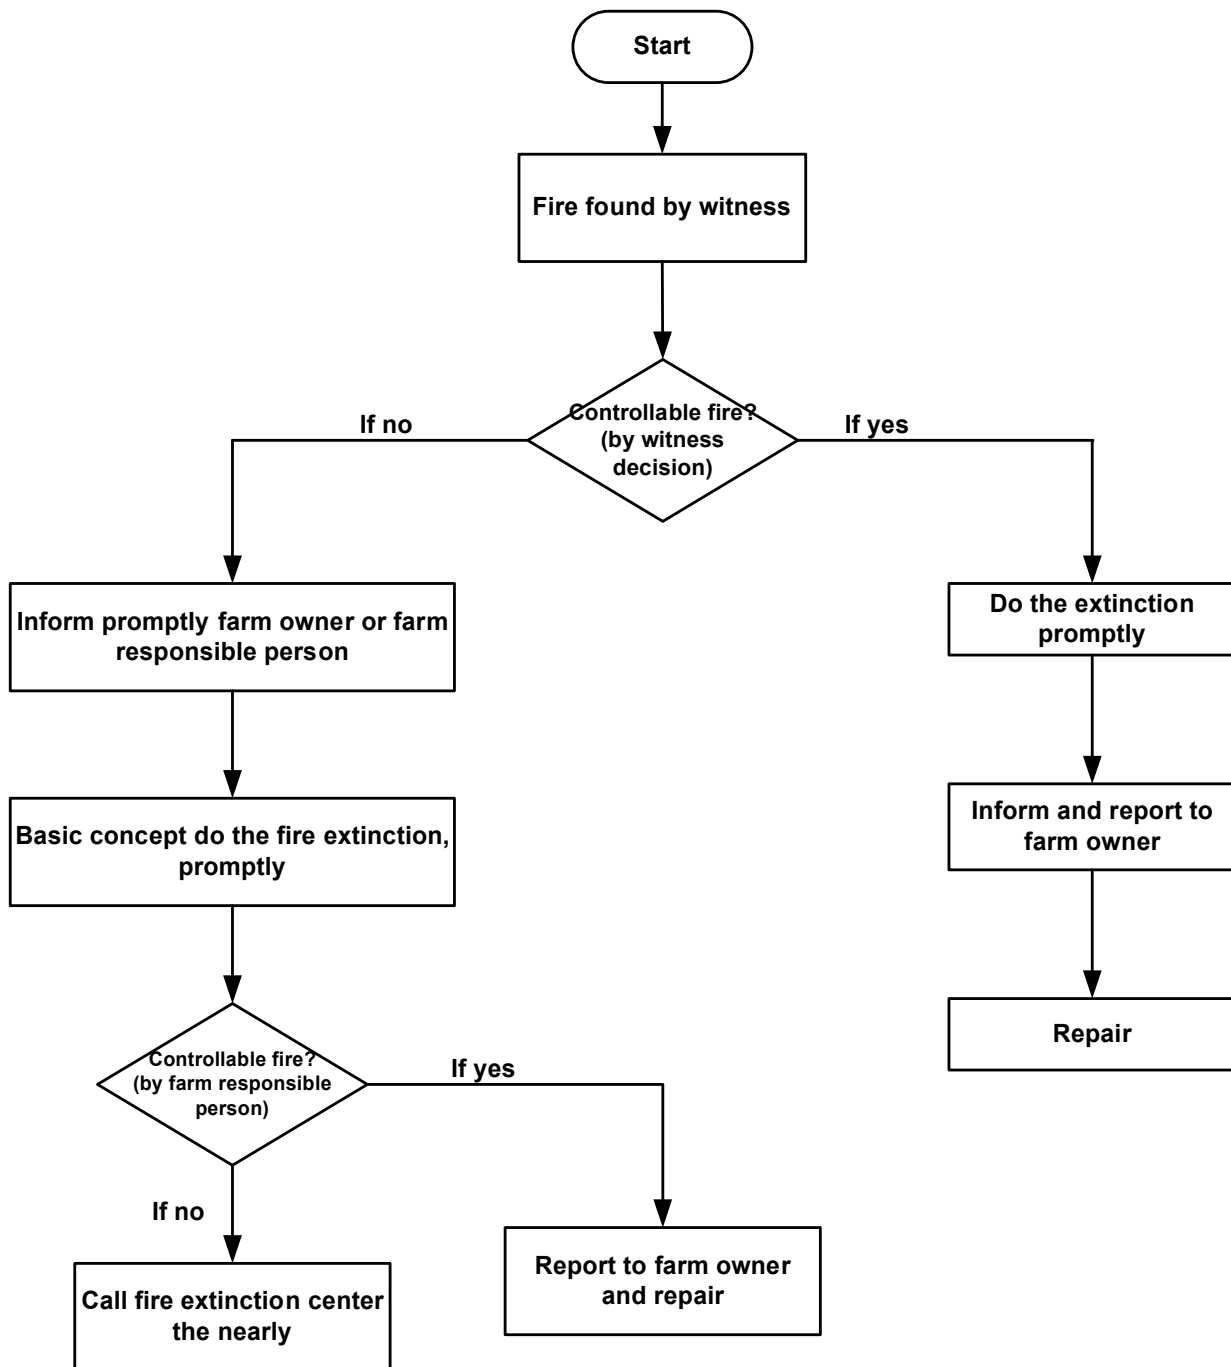 Start
Fire found by witness
Controllable fire?
(by witness
decision)
If no
If yes
Inform promptly farm owner or farm
responsible person
Do the extinction
promptly
Basic concept do the fire extinction,
promptly
Inform and report to
farm owner
Repair
Controllable fire?
(by farm responsible
person)
If yes
If no
Report to farm owner
and repair
Call fire extinction center
the nearly